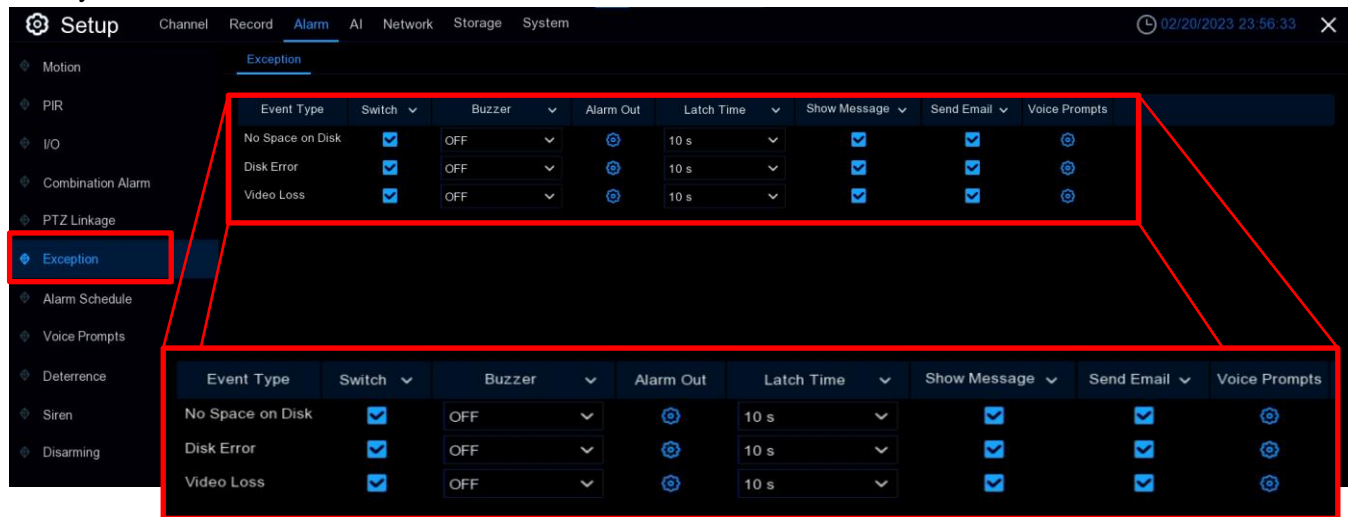 Setup Channel Record Alarm AI Network Storage System 02/20/2023 23:56:33
Exception
Motion
PIR
I/O
Combination Alarm
PTZ Linkage
Exception
Alarm Schedule
Voice Prompts
Deterrence
Siren
Disarming
Event Type Switch Buzzer Alarm Out Latch Time Show Message Send Email Voice Prompts
No Space on Disk OFF 10 s
Disk Error OFF 10 s
Video Loss OFF 10 s
Event Type Switch Buzzer Alarm Out Latch Time Show Message Send Email Voice Prompts
No Space on Disk OFF 10 s
Disk Error OFF 10 s
Video Loss OFF 10 s